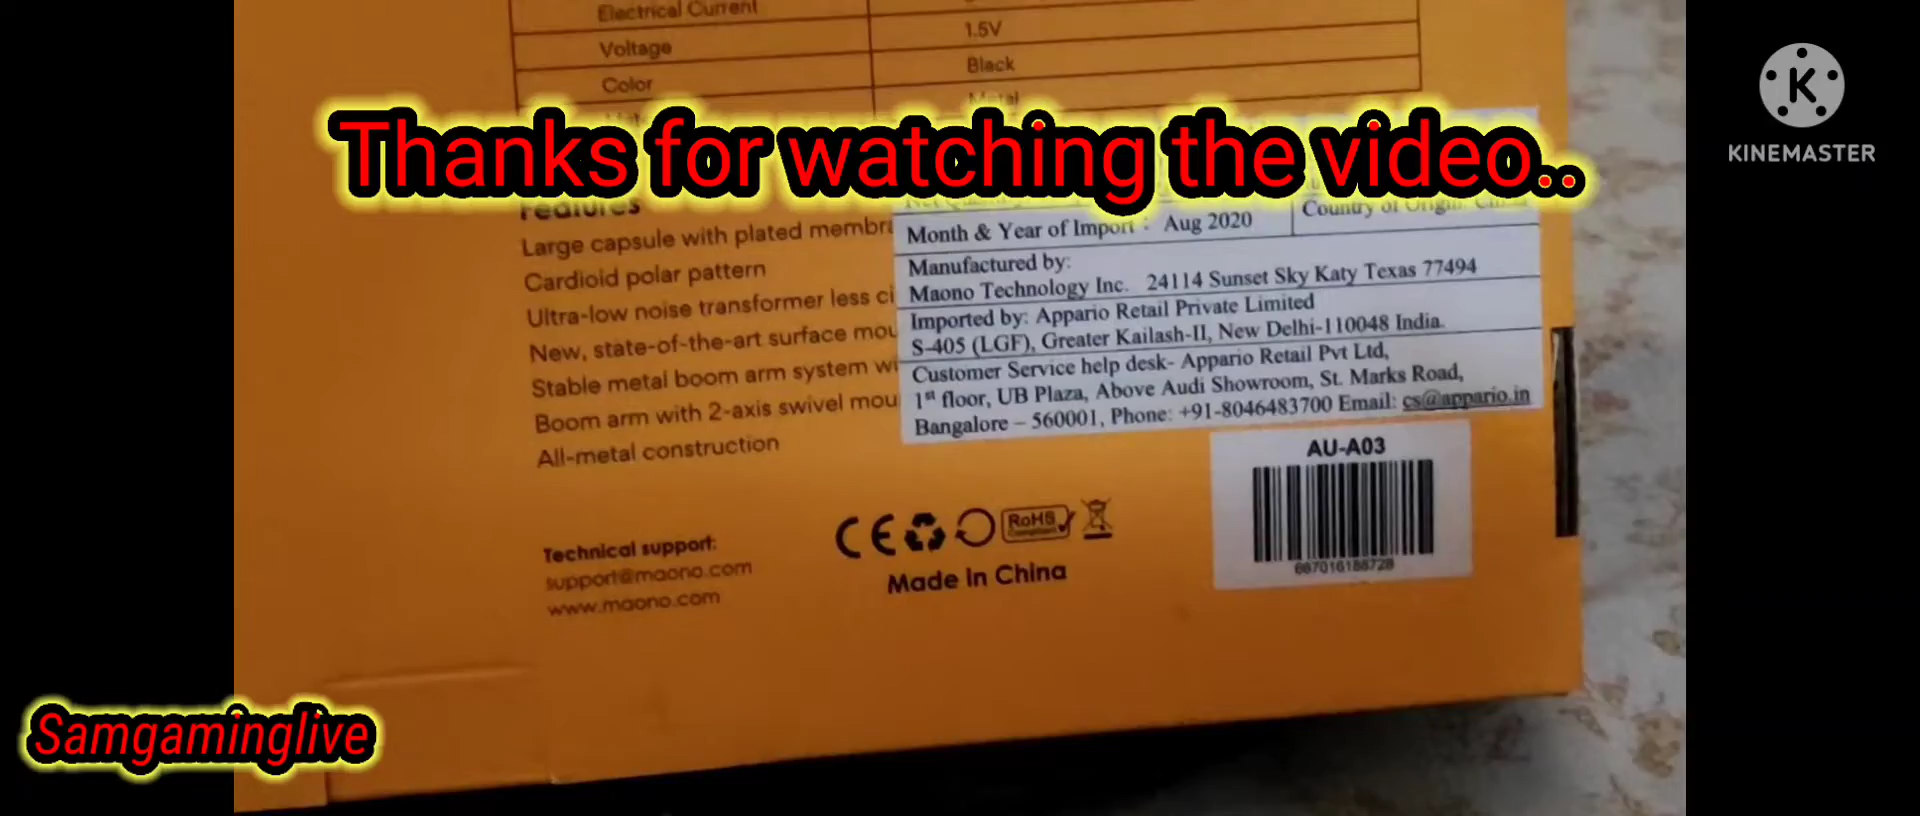 Electrical Current
Voltage 1.5V
Color Black
Metal
Thanks for watching the video..
Features
Large capsule with plated
Cardioid polar pattern
Ultra-low noise transformer less
New, state-of-the-art surface
Stable metal boom arm system
Boom arm with 2-axis swivel
All-metal construction
Country of Origin:
Month & Year of Import : Aug 2020
Manufactured by:
Maono Technology Inc. 24114 Sunset Sky Katy Texas 77494
Imported by: Appario Retail Private Limited
S-405 (LGF), Greater Kailash-II, New Delhi-110048 India.
Customer Service help desk- Appario Retail Pvt Ltd,
1st floor, UB Plaza, Above Audi Showroom, St. Marks Road,
Bangalore – 560001, Phone: +91-8046483700 Email: cs@appario.in
AU-A03
CE RoHS
Made in China
Technical support:
support@maono.com
www.maono.com
Samgaminglive
K
KINEMASTER